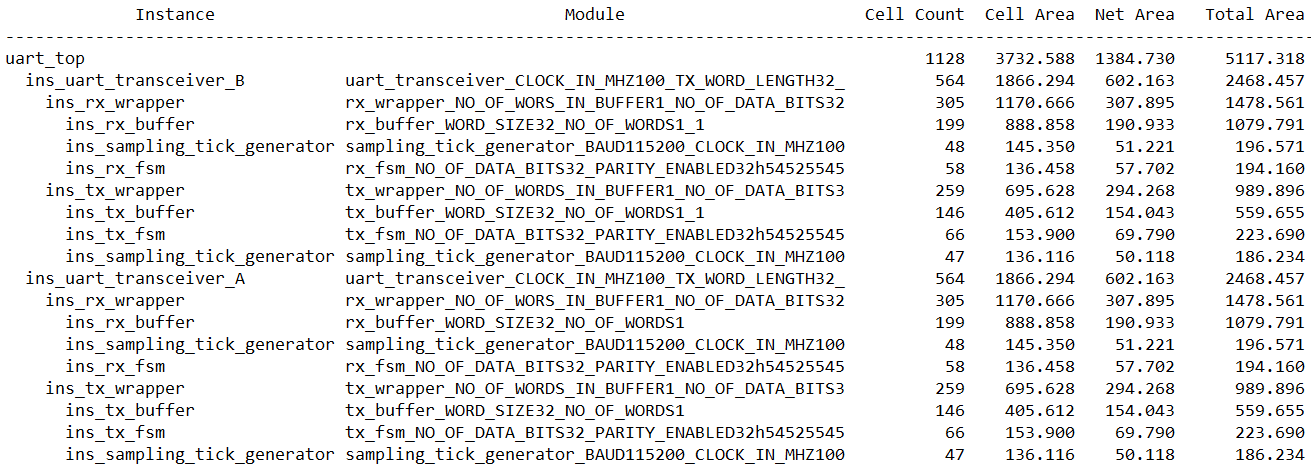 Instance Module Cell Count Cell Area Net Area Total Area
--------------------------------------------------------------------------------------------------------------------------------
uart_top 1128 3732.588 1384.730 5117.318
ins_uart_transceiver_B uart_transceiver_CLOCK_IN_MHZ100_TX_WORD_LENGTH32_ 564 1866.294 602.163 2468.457
ins_rx_wrapper rx_wrapper_NO_OF_WORS_IN_BUFFER1_NO_OF_DATA_BITS32 305 1170.666 307.895 1478.561
ins_rx_buffer rx_buffer_WORD_SIZE32_NO_OF_WORDS1_1 199 888.858 190.933 1079.791
ins_sampling_tick_generator sampling_tick_generator_BAUD115200_CLOCK_IN_MHZ100 48 145.350 51.221 196.571
ins_rx_fsm rx_fsm_NO_OF_DATA_BITS32_PARITY_ENABLED32h54525545 58 136.458 57.702 194.160
ins_tx_wrapper tx_wrapper_NO_OF_WORDS_IN_BUFFER1_NO_OF_DATA_BITS3 259 695.628 294.268 989.896
ins_tx_buffer tx_buffer_WORD_SIZE32_NO_OF_WORDS1_1 146 405.612 154.043 559.655
ins_tx_fsm tx_fsm_NO_OF_DATA_BITS32_PARITY_ENABLED32h54525545 66 153.900 69.790 223.690
ins_sampling_tick_generator sampling_tick_generator_BAUD115200_CLOCK_IN_MHZ100 47 136.116 50.118 186.234
ins_uart_transceiver_A uart_transceiver_CLOCK_IN_MHZ100_TX_WORD_LENGTH32_ 564 1866.294 602.163 2468.457
ins_rx_wrapper rx_wrapper_NO_OF_WORS_IN_BUFFER1_NO_OF_DATA_BITS32 305 1170.666 307.895 1478.561
ins_rx_buffer rx_buffer_WORD_SIZE32_NO_OF_WORDS1 199 888.858 190.933 1079.791
ins_sampling_tick_generator sampling_tick_generator_BAUD115200_CLOCK_IN_MHZ100 48 145.350 51.221 196.571
ins_rx_fsm rx_fsm_NO_OF_DATA_BITS32_PARITY_ENABLED32h54525545 58 136.458 57.702 194.160
ins_tx_wrapper tx_wrapper_NO_OF_WORDS_IN_BUFFER1_NO_OF_DATA_BITS3 259 695.628 294.268 989.896
ins_tx_buffer tx_buffer_WORD_SIZE32_NO_OF_WORDS1 146 405.612 154.043 559.655
ins_tx_fsm tx_fsm_NO_OF_DATA_BITS32_PARITY_ENABLED32h54525545 66 153.900 69.790 223.690
ins_sampling_tick_generator sampling_tick_generator_BAUD115200_CLOCK_IN_MHZ100 47 136.116 50.118 186.234